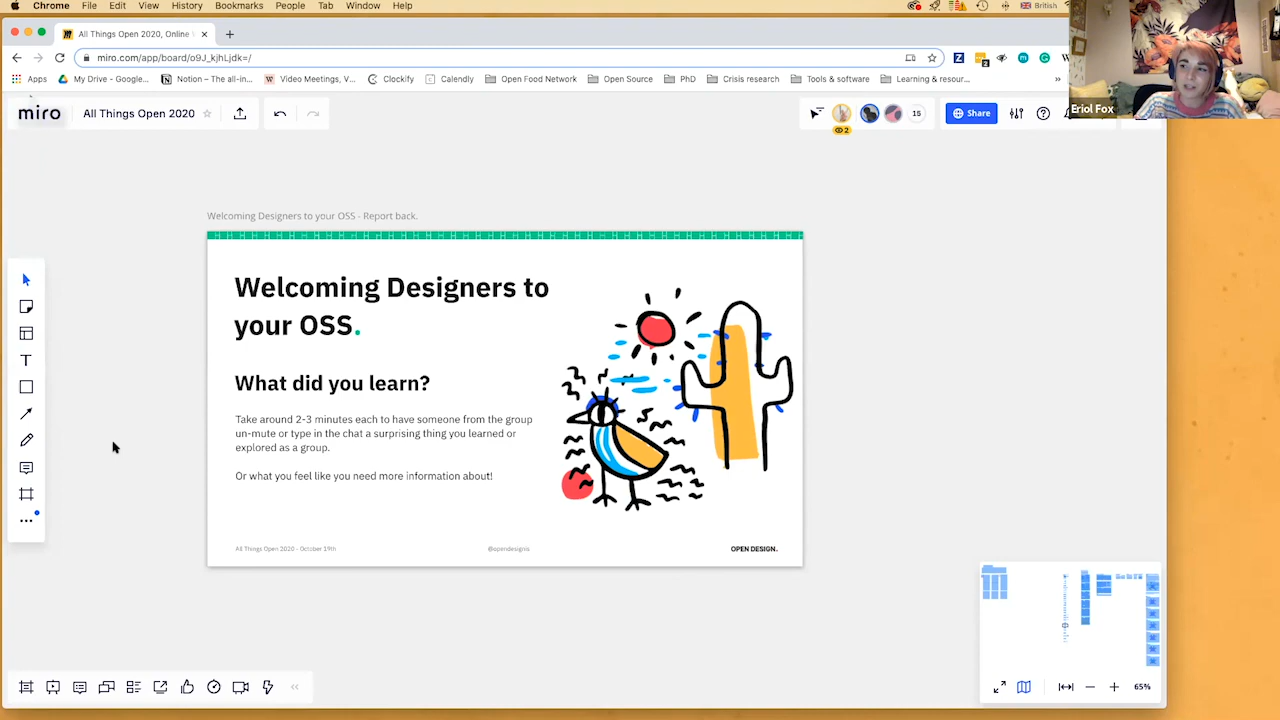 Chrome File Edit View History Bookmarks People Tab Window Help
British
All Things Open 2020, Online
miro.com/app/board/o9J_kjhLjdk=/
Apps My Drive - Google... Notion – The all-in... Video Meetings, V... Clockify Calendly Open Food Network Open Source PhD Crisis research Tools & software Learning & resour... »
Eriol Fox
miro All Things Open 2020
15
Share
2
Welcoming Designers to your OSS - Report back.
Welcoming Designers to
your OSS.
What did you learn?
Take around 2-3 minutes each to have someone from the group
un-mute or type in the chat a surprising thing you learned or
explored as a group.
Or what you feel like you need more information about!
All Things Open 2020 - October 19th
@opendesignis
OPEN DESIGN.
65%